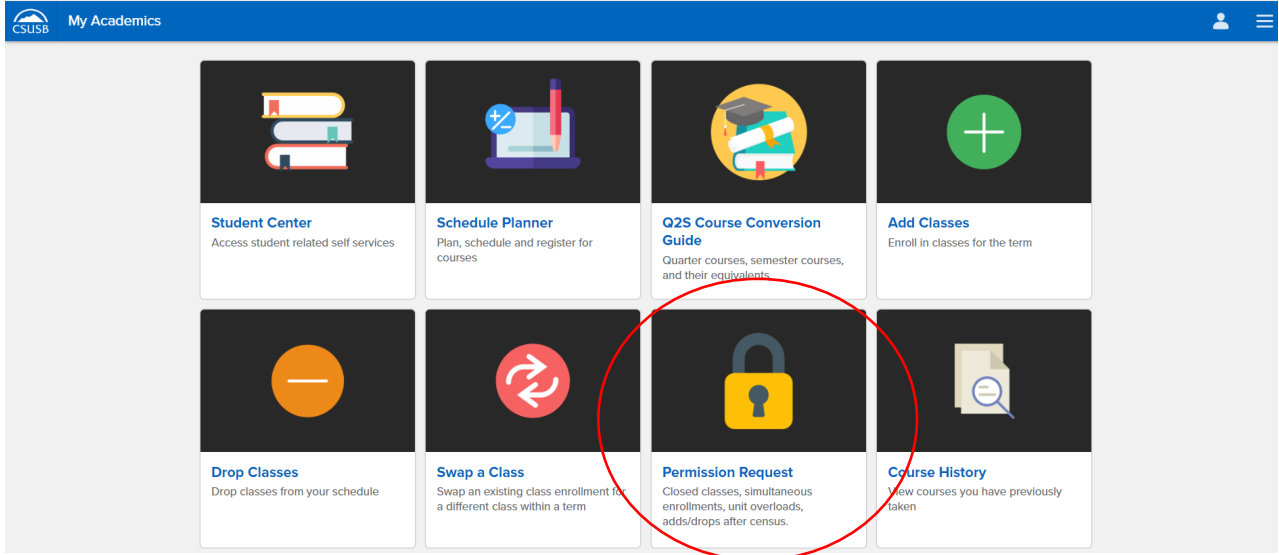 CSUSB My Academics
Student Center
Access student related self services
Schedule Planner
Plan, schedule and register for
courses
Q2S Course Conversion
Guide
Quarter courses, semester courses,
and their equivalents
Add Classes
Enroll in classes for the term
Drop Classes
Drop classes from your schedule
Swap a Class
Swap an existing class enrollment for
a different class within a term
Permission Request
Closed classes, simultaneous
enrollments, unit overloads,
adds/drops after census.
Course History
View courses you have previously
taken